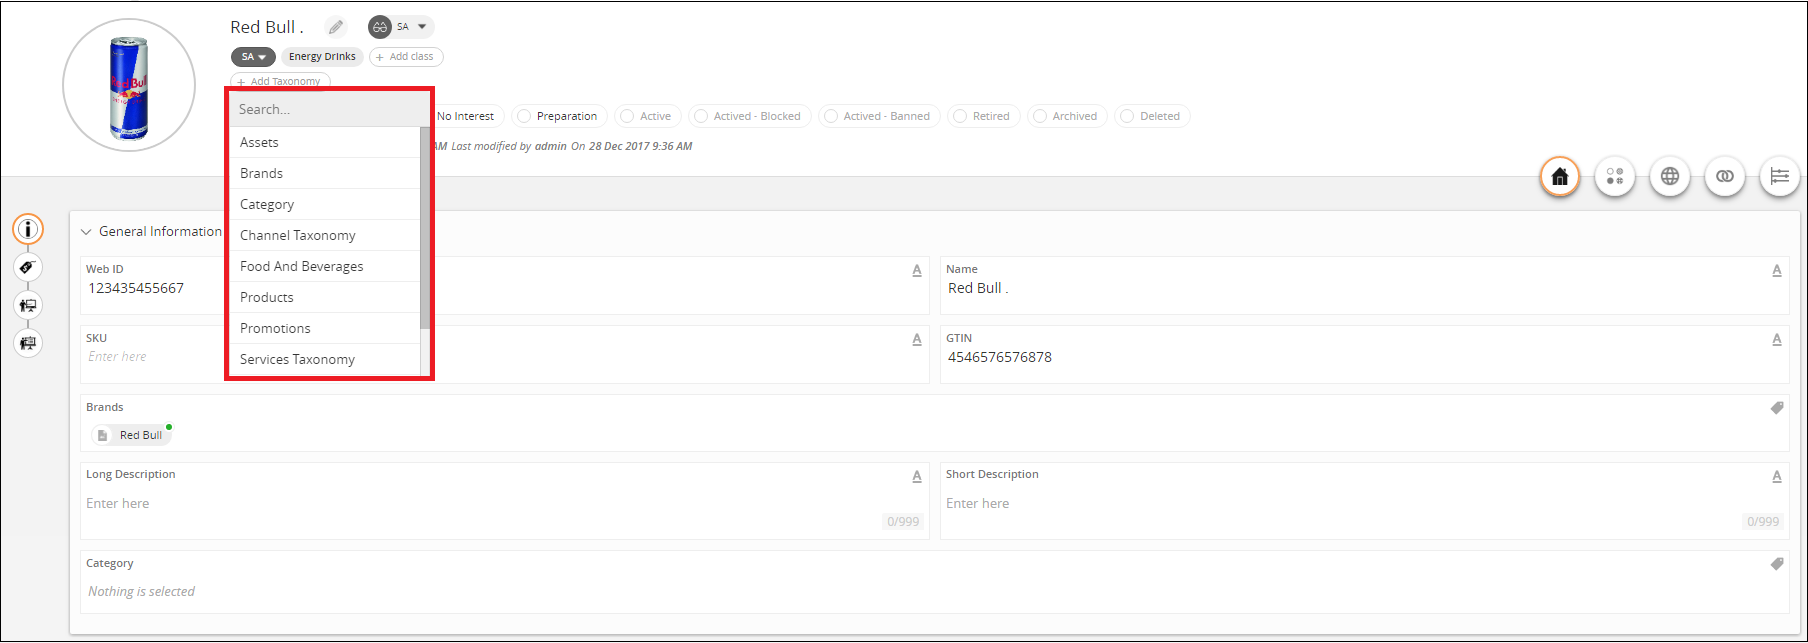 Red Bull .
SA
SA
Energy Drinks
+ Add class
+ Add Taxonomy
Search...
No Interest
Preparation
Active
Actived - Blocked
Actived - Banned
Retired
Archived
Deleted
AM Last modified by admin On 28 Dec 2017 9:36 AM
Assets
Brands
Category
Channel Taxonomy
Food And Beverages
Products
Promotions
Services Taxonomy
General Information
Web ID
123435455667
Name
Red Bull .
SKU
Enter here
GTIN
4546576576878
Brands
Red Bull
Long Description
Enter here
0/999
Short Description
Enter here
0/999
Category
Nothing is selected
Red Bull